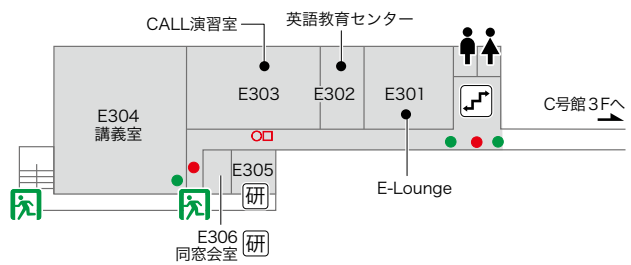 CALL演習室
英語教育センター
E304
講義室
E303
E302
E301
C号館3Fへ
E-Lounge
E305
研
E306
同窓会室
研